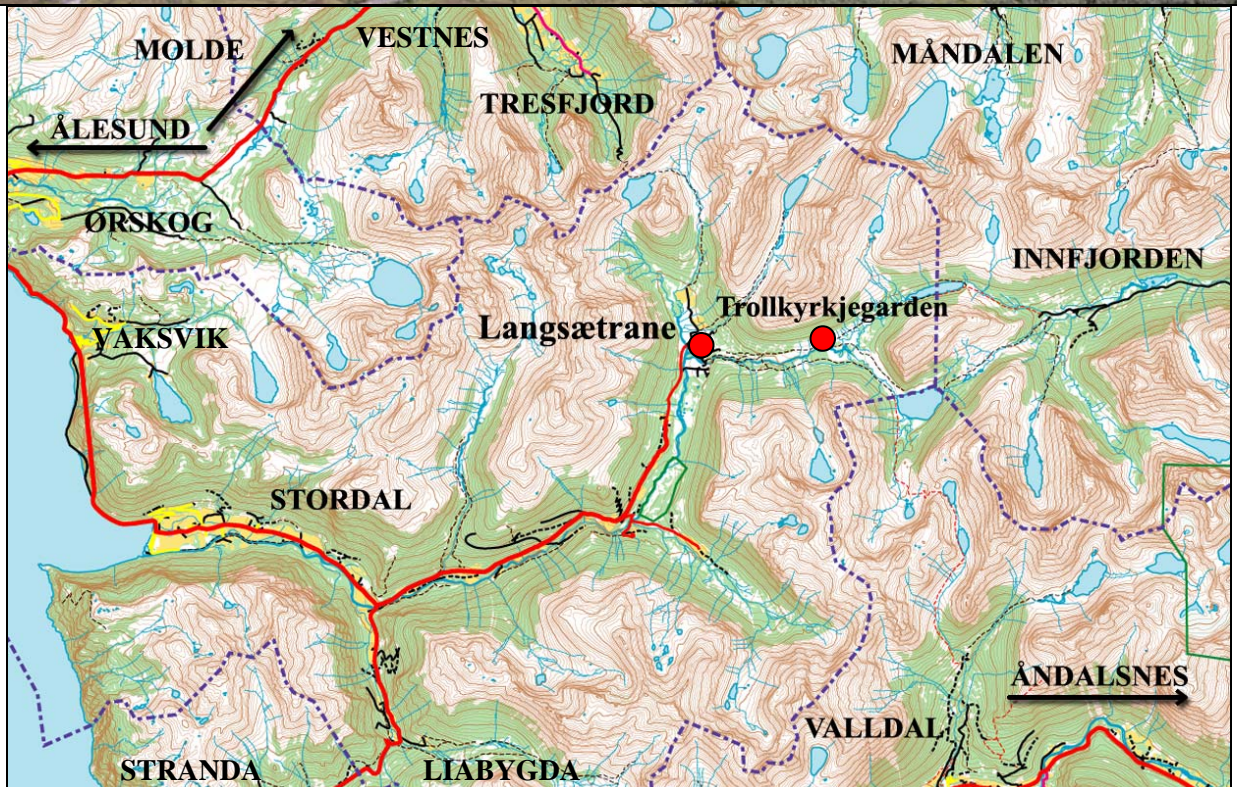 MOLDE
VESTNES
MÅNDALEN
TRESFJORD
ÅLESUND
ØRSKOG
INNFJORDEN
Trollkyrkjegarden
Langsætrane
VAKSVIK
STORDAL
ÅNDALSNES
VALLDAL
STRANDA
LIABYGDA